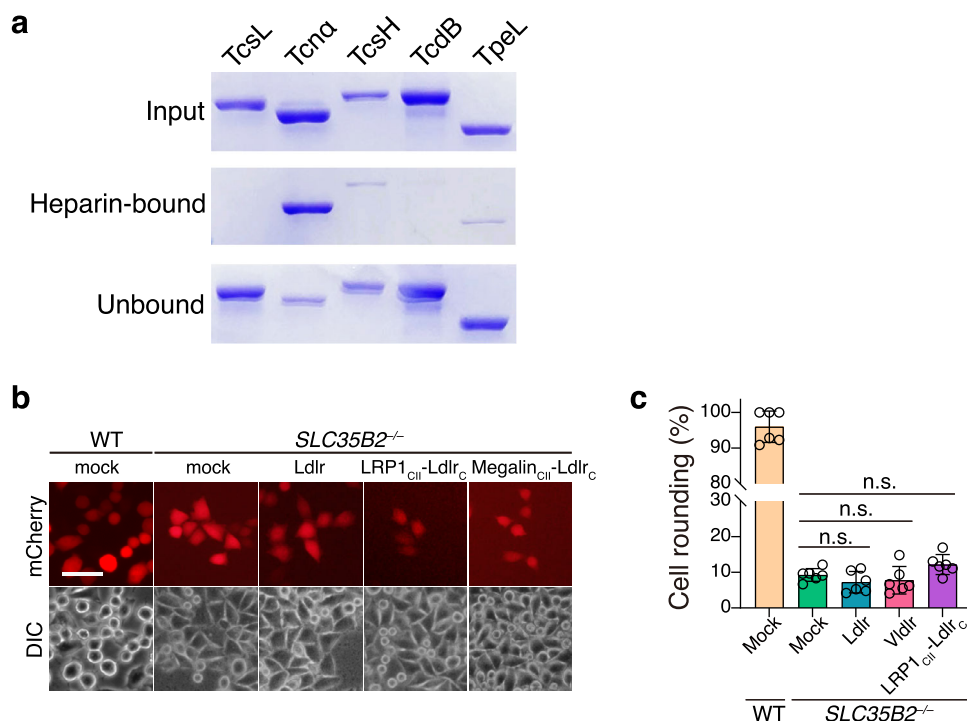 a
TcsL Tcnα TcsH TcdB TpeL
Input
Heparin-bound
Unbound
b
WT SLC35B2–/–
mock mock Ldlr LRP1CII-LdlrC MegalinCII-LdlrC
mCherry
DIC
c
Cell rounding (%)
100
90
80
30
20
10
0
n.s.
n.s.
n.s.
Mock Mock Ldlr Vldlr LRP1CII-LdlrC
WT SLC35B2–/–